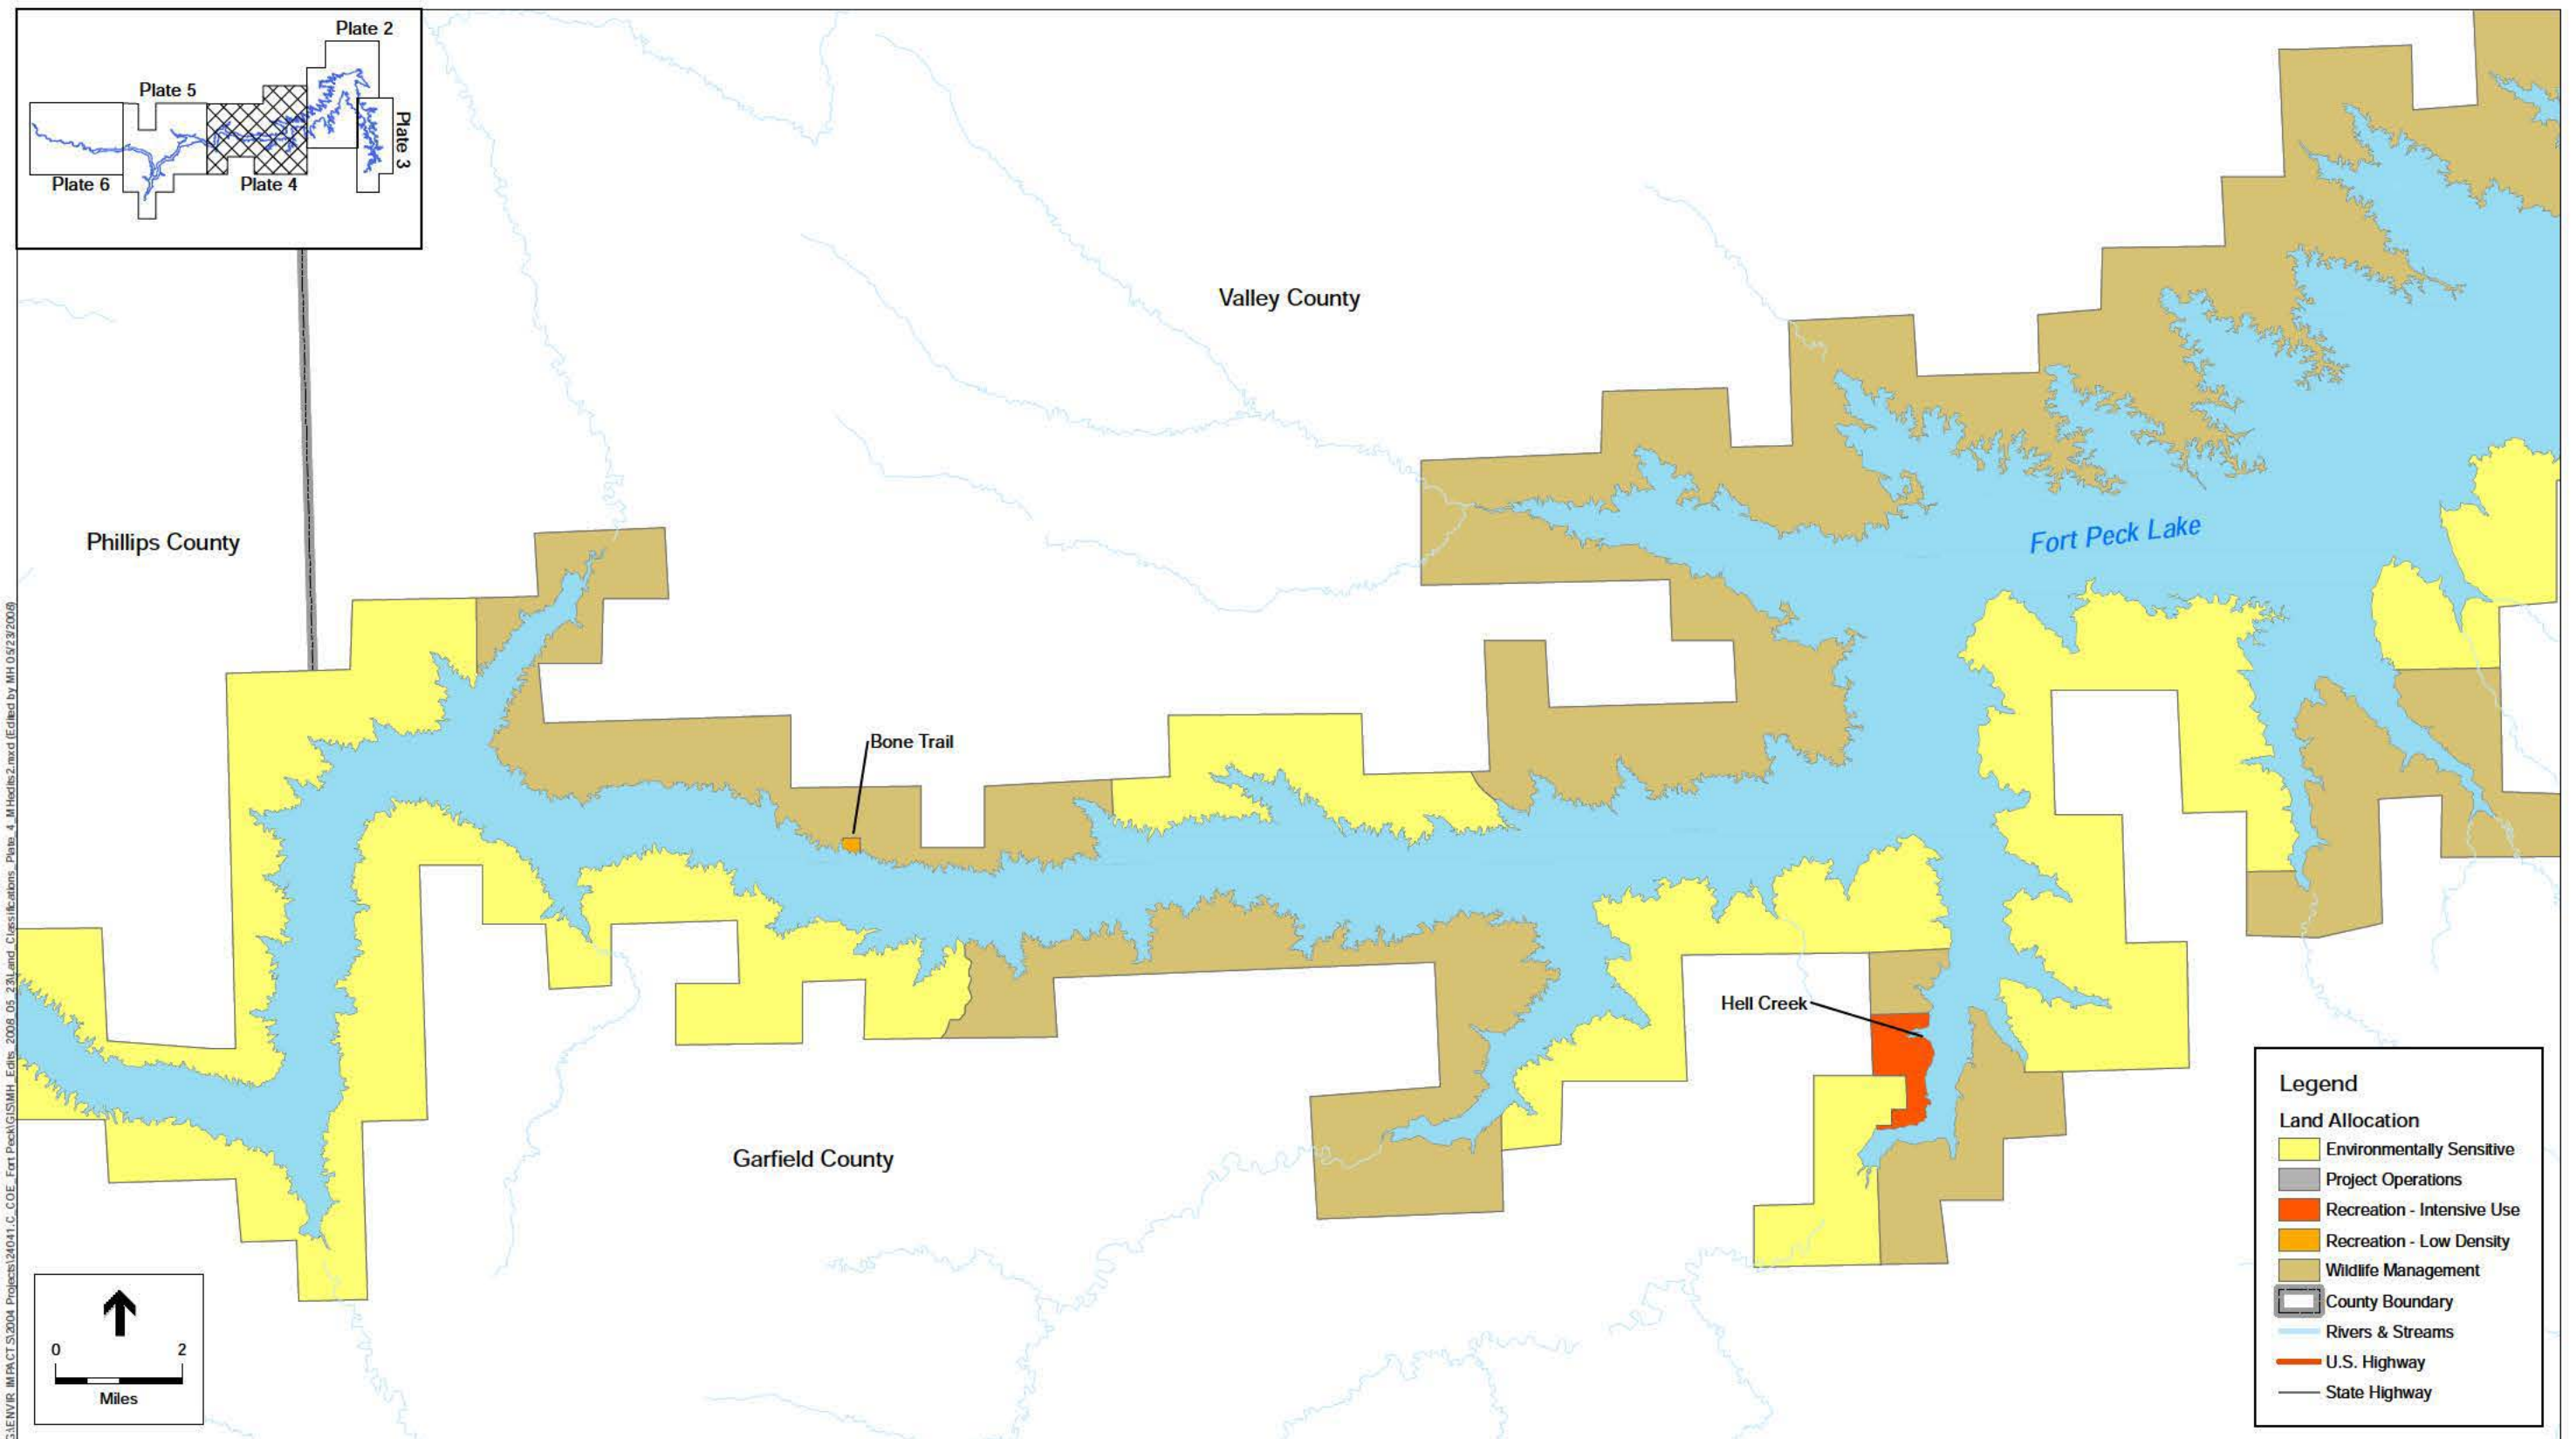 Plate 2
Plate 5
Plate 3
Plate 6
Plate 4
Valley County
Phillips County
Fort Peck Lake
Bone Trail
Hell Creek
Garfield County
0 2
Miles
Legend
Land Allocation
Environmentally Sensitive
Project Operations
Recreation - Intensive Use
Recreation - Low Density
Wildlife Management
County Boundary
Rivers & Streams
U.S. Highway
State Highway